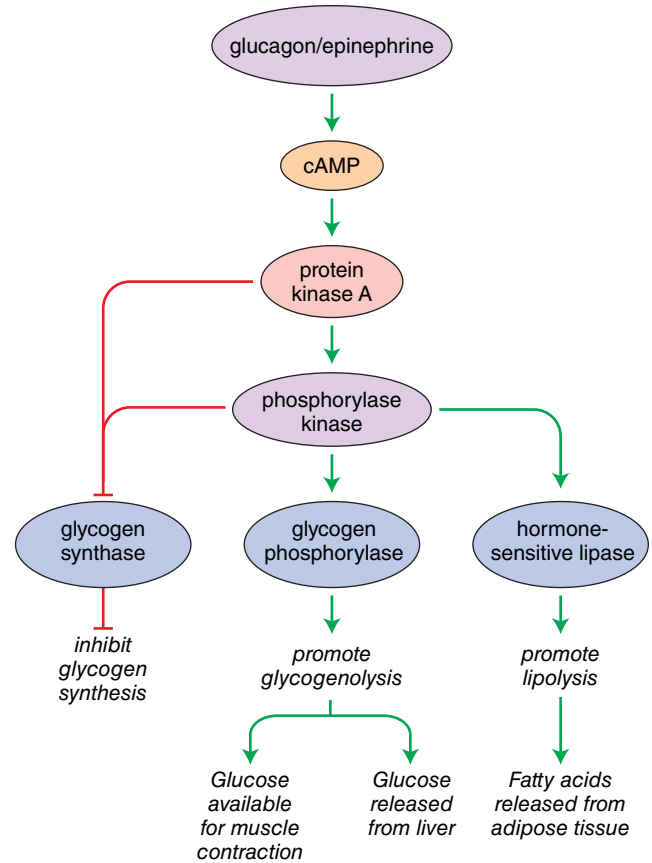 glucagon/epinephrine
cAMP
protein
kinase A
phosphorylase
kinase
glycogen
synthase
glycogen
phosphorylase
hormone-
sensitive lipase
inhibit
glycogen
synthesis
promote
glycogenolysis
promote
lipolysis
Glucose
available
for muscle
contraction
Glucose
released
from liver
Fatty acids
released from
adipose tissue